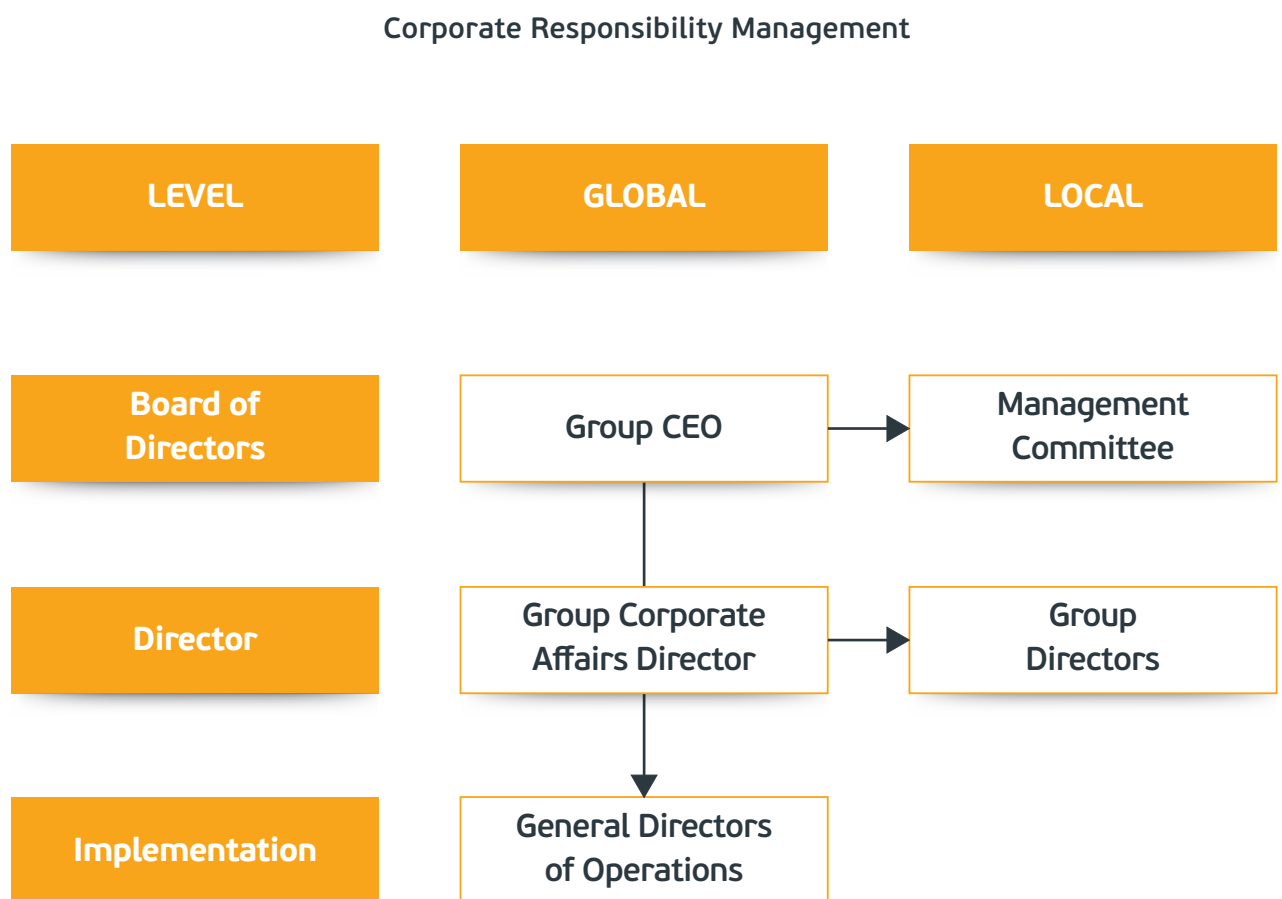 Corporate Responsibility Management
LEVEL
GLOBAL
LOCAL
Board of
Directors
Group CEO
Management
Committee
Director
Group Corporate
Affairs Director
Group
Directors
Implementation
General Directors
of Operations